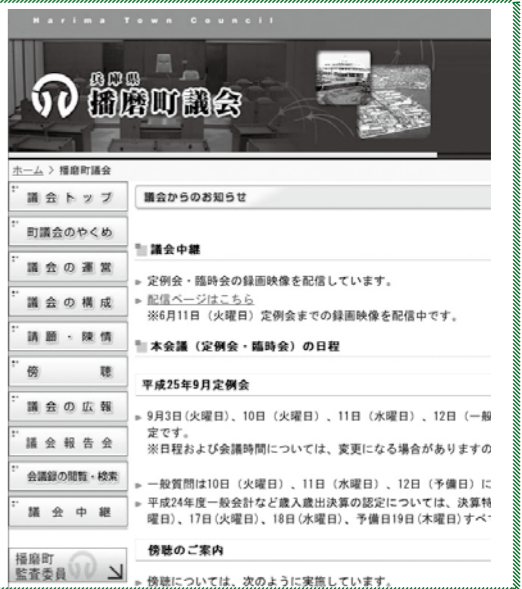 Harima Town Council
兵庫県
播磨町議会
ホーム > 播磨町議会
議会トップ
町議会のやくめ
議会の運営
議会の構成
請願・陳情
傍聴
議会の広報
議会報告会
会議録の閲覧・検索
議会中継
播磨町
監査委員
議会からのお知らせ
議会中継
定例会・臨時会の録画映像を配信しています。
配信ページはこちら
※6月11日（火曜日）定例会までの録画映像を配信中です。
本会議（定例会・臨時会）の日程
平成25年9月定例会
9月3日(火曜日)、10日（火曜日）、11日（水曜日）、12日（一般
定です。
※日程および会議時間については、変更になる場合がありますの
一般質問は10日（火曜日）、11日（水曜日）、12日（予備日）に
平成24年度一般会計など歳入歳出決算の認定については、決算特
曜日)、17日(火曜日)、18日(水曜日)、予備日19日(木曜日)すべて
傍聴のご案内
傍聴については、次のように実施しています。